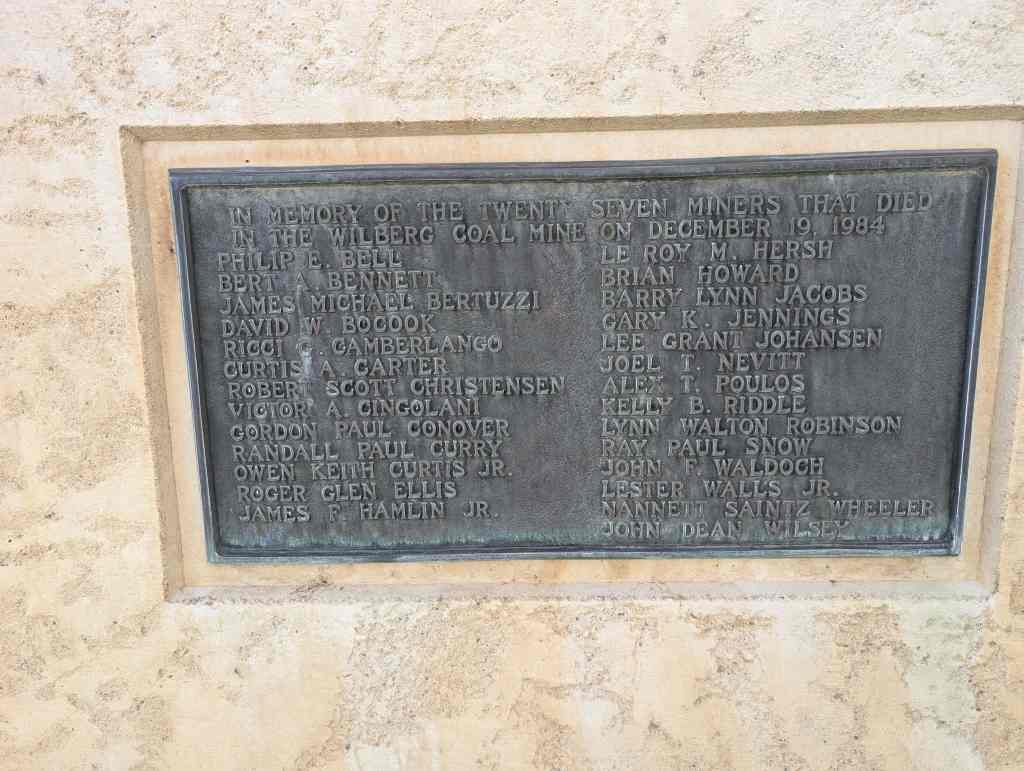 IN MEMORY OF THE TWENTY SEVEN MINERS THAT DIED
IN THE WILBERG COAL MINE ON DECEMBER 19, 1984
PHILIP E. BELL
BERT A. BENNETT
JAMES MICHAEL BERTUZZI
DAVID W. BOCOOK
RICCI G. CAMBERLANGO
CURTIS A. CARTER
ROBERT SCOTT CHRISTENSEN
VICTOR A. CINGOLANI
GORDON PAUL CONOVER
RANDALL PAUL CURRY
OWEN KEITH CURTIS JR.
ROGER GLEN ELLIS
JAMES F. HAMLIN JR.
LE ROY M. HERSH
BRIAN HOWARD
BARRY LYNN JACOBS
GARY K. JENNINGS
LEE GRANT JOHANSEN
JOEL T. NEVITT
ALEX T. POULOS
KELLY B. RIDDLE
LYNN WALTON ROBINSON
RAY PAUL SNOW
JOHN F. WALDOCH
LESTER WALLS JR.
NANNETT SAINTZ WHEELER
JOHN DEAN WILSEY